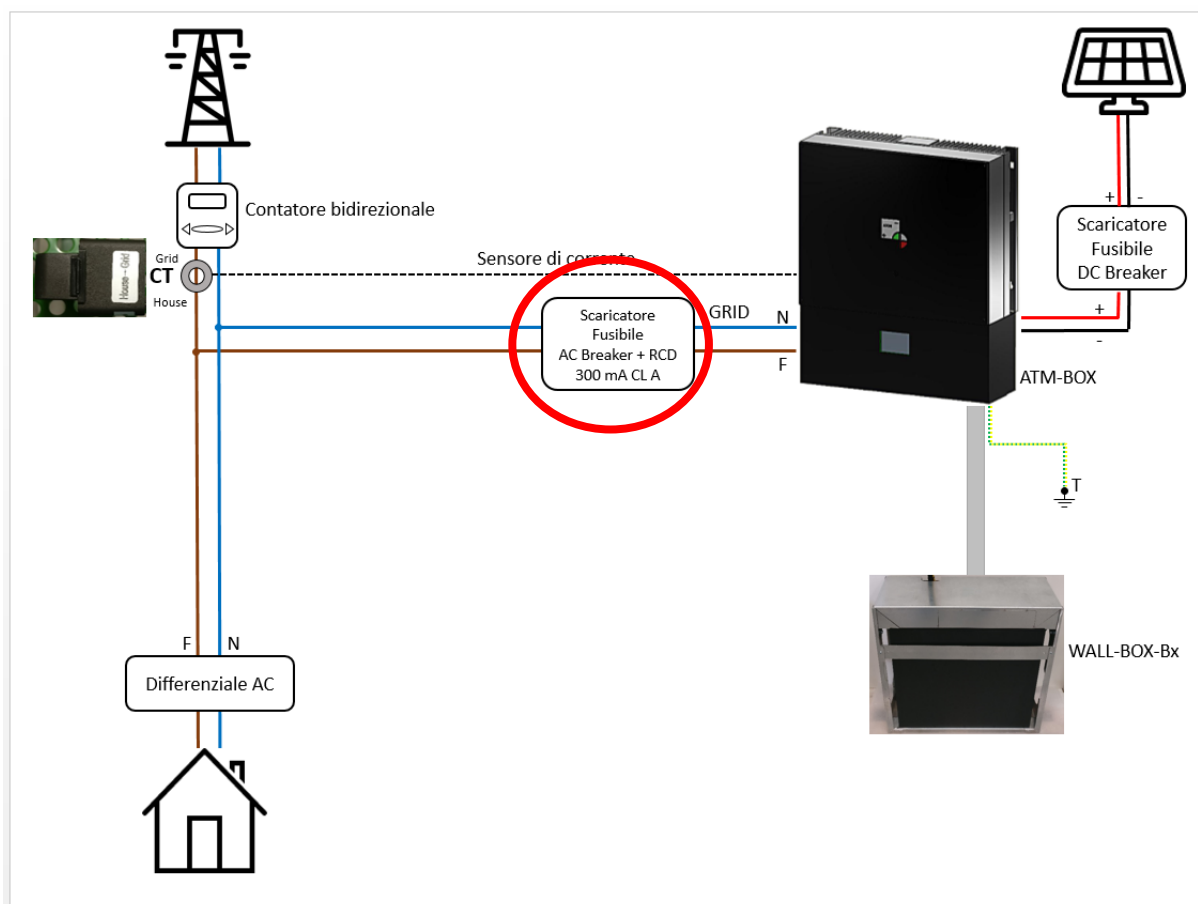 Contatore bidirezionale
Grid
CT
House
House - Grid
Sensore di corrente
Scaricatore
Fusibile
AC Breaker + RCD
300 mA CL A
GRID
N
F
+
-
Scaricatore
Fusibile
DC Breaker
+
-
ATM-BOX
T
WALL-BOX-Bx
F
N
Differenziale AC